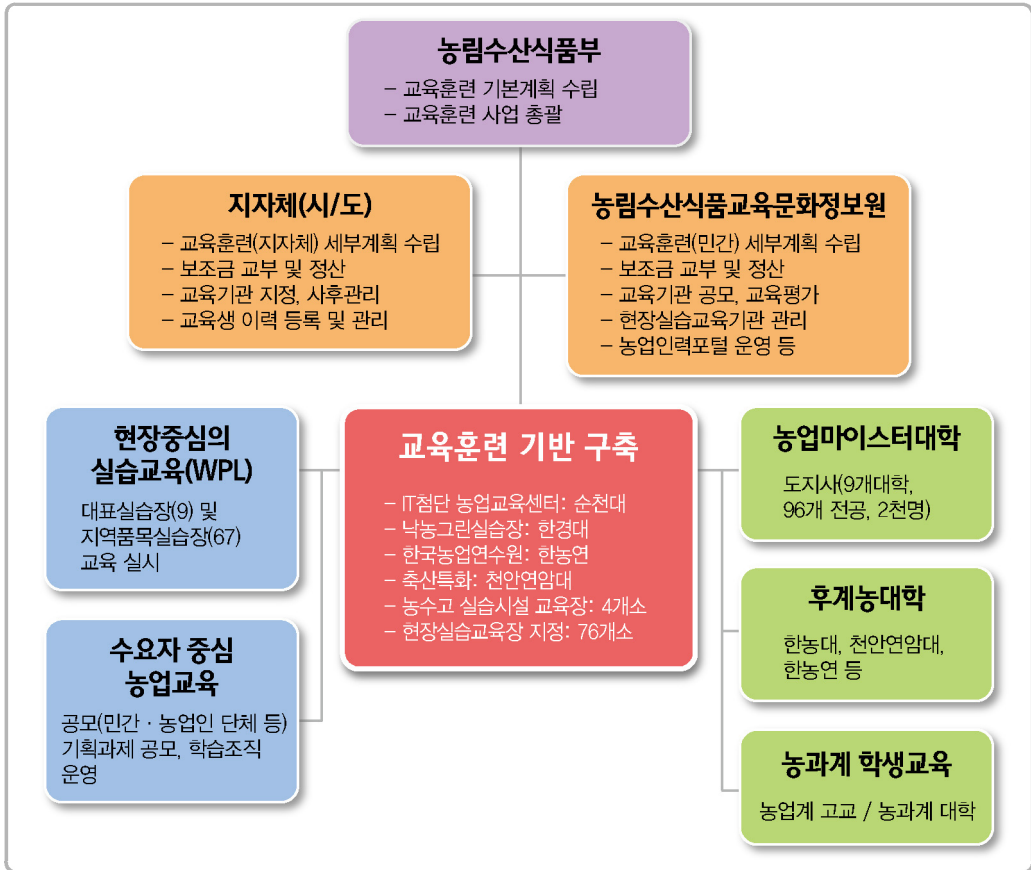 농림수산식품부
– 교육훈련 기본계획 수립
– 교육훈련 사업 총괄
지자체(시/도)
– 교육훈련(지자체) 세부계획 수립
– 보조금 교부 및 정산
– 교육기관 지정, 사후관리
– 교육생 이력 등록 및 관리
농림수산식품교육문화정보원
– 교육훈련(민간) 세부계획 수립
– 보조금 교부 및 정산
– 교육기관 공모, 교육평가
– 현장실습교육기관 관리
– 농업인력포털 운영 등
현장중심의
실습교육(WPL)
대표실습장(9) 및
지역품목실습장(67)
교육 실시
수요자 중심
농업교육
공모(민간 · 농업인 단체 등)
기획과제 공모, 학습조직
운영
교육훈련 기반 구축
– IT첨단 농업교육센터: 순천대
– 낙농그린실습장: 한경대
– 한국농업연수원: 한농연
– 축산특화: 천안연암대
– 농수고 실습시설 교육장: 4개소
– 현장실습교육장 지정: 76개소
농업마이스터대학
도지사(9개대학,
96개 전공, 2천명)
후계농대학
한농대, 천안연암대,
한농연 등
농과계 학생교육
농업계 고교 / 농과계 대학